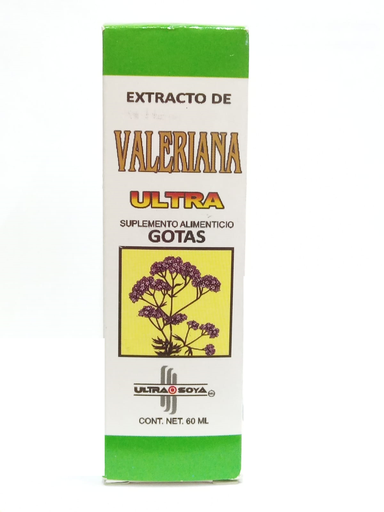 EXTRACTO DE
VALERIANA
ULTRA
SUPLEMENTO ALIMENTICIO
GOTAS
ULTRA SOYA
CONT. NET. 60 ML